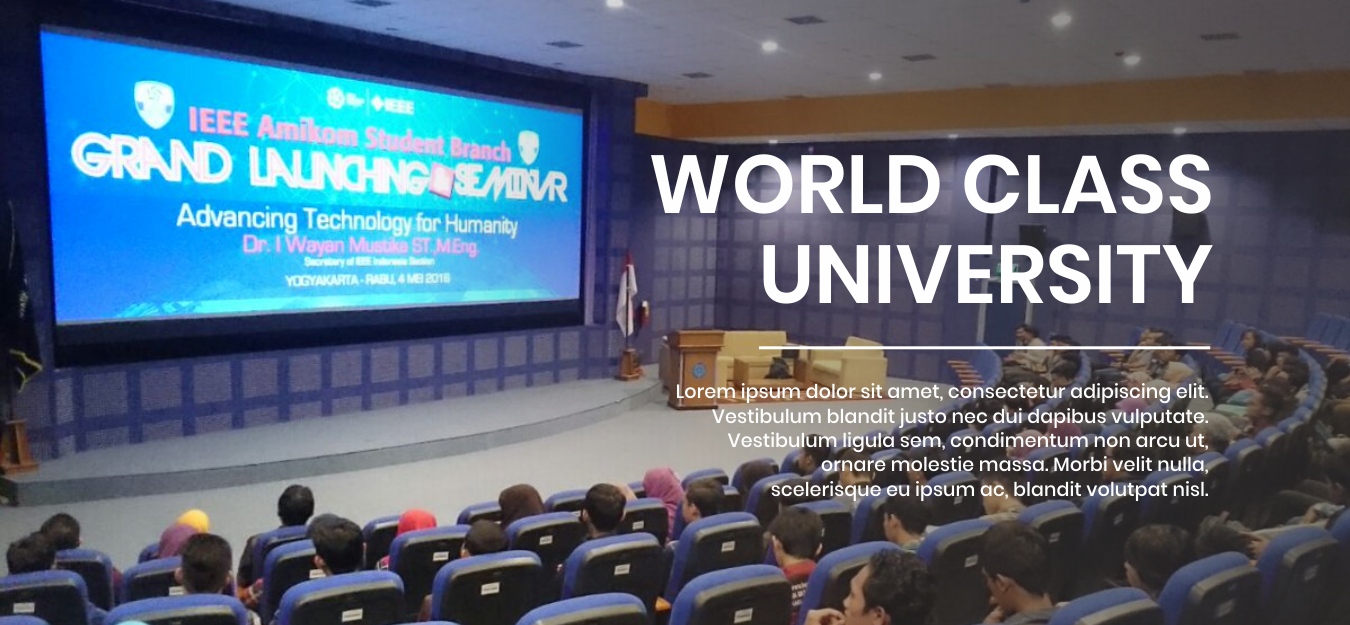 IEEE
IEEE Amikom Student Branch
GRAND LAUNCHING & SEMINAR
Advancing Technology for Humanity
Dr. I Wayan Mustika ST.,M.Eng.
Secretary of IEEE Indonesia Section
YOGYAKARTA - RABU, 4 MEI 2016
WORLD CLASS
UNIVERSITY
Lorem ipsum dolor sit amet, consectetur adipiscing elit.
Vestibulum blandit justo nec dui dapibus vulputate.
Vestibulum ligula sem, condimentum non arcu ut,
ornare molestie massa. Morbi velit nulla,
scelerisque eu ipsum ac, blandit volutpat nisl.